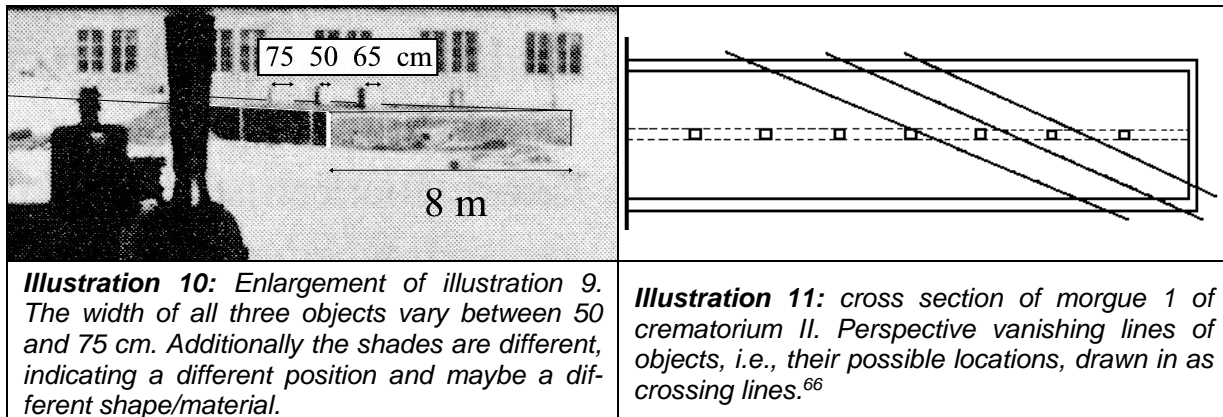 75 50 65 cm
8 m
Illustration 10: Enlargement of illustration 9.
The width of all three objects vary between 50
and 75 cm. Additionally the shades are different,
indicating a different position and maybe a dif-
ferent shape/material.
Illustration 11: cross section of morgue 1 of
crematorium II. Perspective vanishing lines of
objects, i.e., their possible locations, drawn in as
crossing lines.66